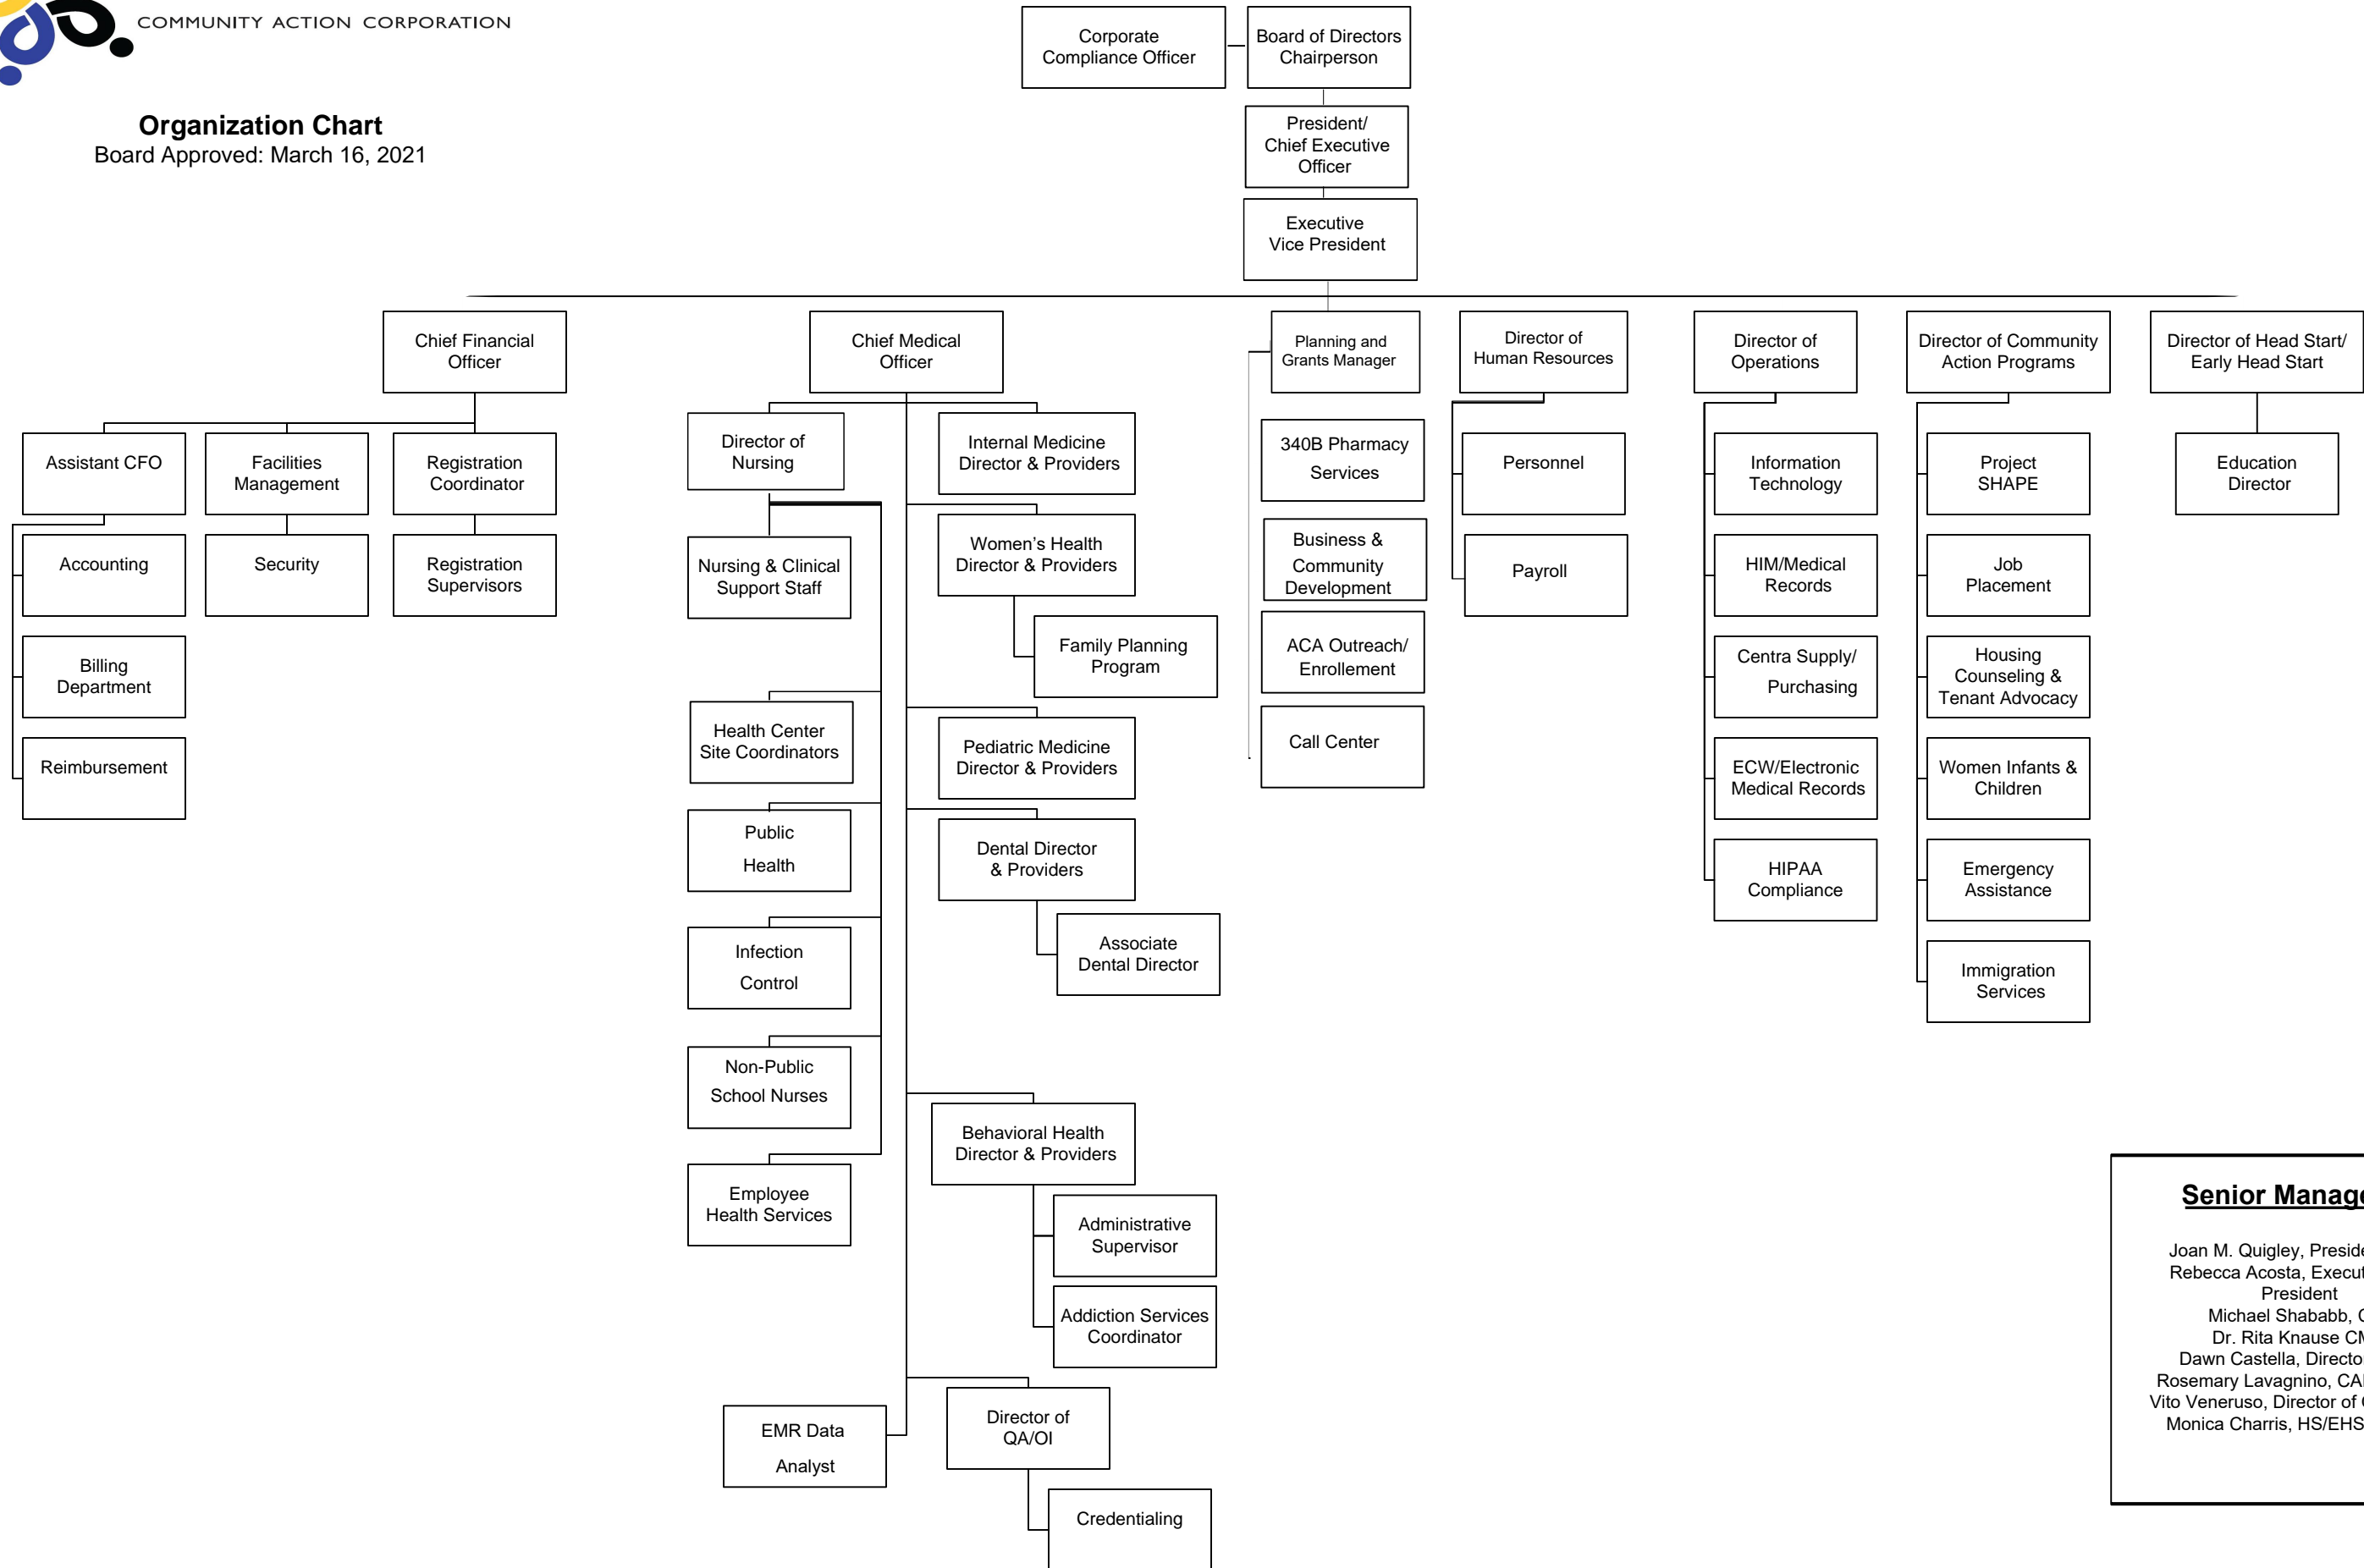 COMMUNITY ACTION CORPORATION
Organization Chart
Board Approved: March 16, 2021
Corporate
Compliance Officer
Board of Directors
Chairperson
President/
Chief Executive
Officer
Executive
Vice President
Chief Financial
Officer
Chief Medical
Officer
Planning and
Grants Manager
Director of
Human Resources
Director of
Operations
Director of Community
Action Programs
Director of Head Start/
Early Head Start
Assistant CFO
Facilities
Management
Registration
Coordinator
Accounting
Security
Registration
Supervisors
Billing
Department
Reimbursement
Director of
Nursing
Nursing & Clinical
Support Staff
Health Center
Site Coordinators
Public
Health
Infection
Control
Non-Public
School Nurses
Employee
Health Services
EMR Data
Analyst
Internal Medicine
Director & Providers
Women's Health
Director & Providers
Family Planning
Program
Pediatric Medicine
Director & Providers
Dental Director
& Providers
Associate
Dental Director
Behavioral Health
Director & Providers
Administrative
Supervisor
Addiction Services
Coordinator
Director of
QA/OI
Credentialing
340B Pharmacy
Services
Business &
Community
Development
ACA Outreach/
Enrollement
Call Center
Personnel
Payroll
Information
Technology
HIM/Medical
Records
Centra Supply/
Purchasing
ECW/Electronic
Medical Records
HIPAA
Compliance
Project
SHAPE
Job
Placement
Housing
Counseling &
Tenant Advocacy
Women Infants &
Children
Emergency
Assistance
Immigration
Services
Education
Director
Senior
Joan M. Quigley,
Rebecca Acosta,
President
Michael Shababb,
Dr. Rita Knause
Dawn Castella,
Rosemary Lavagnino,
Vito Veneruso, Director of
Monica Charris,